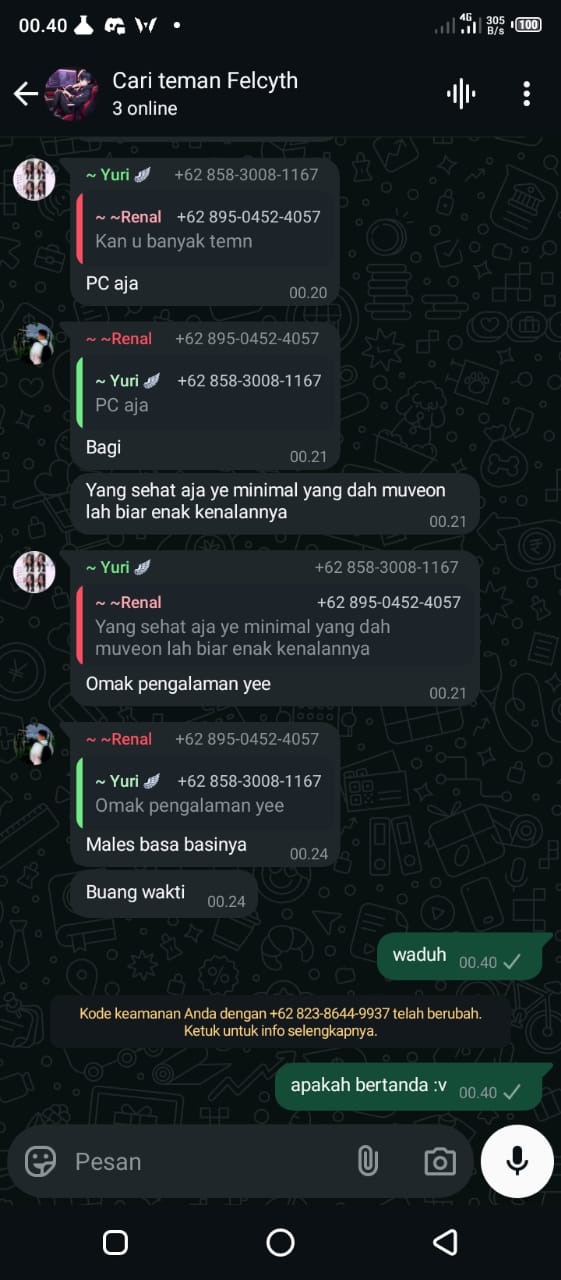 00.40
4G 305 B/s 100
Cari teman Felcyth
3 online
~ Yuri 🪽 +62 858-3008-1167
~ ~Renal +62 895-0452-4057
Kan u banyak temn
PC aja
00.20
~ ~Renal +62 895-0452-4057
~ Yuri 🪽 +62 858-3008-1167
PC aja
Bagi
00.21
Yang sehat aja ye minimal yang dah muveon
lah biar enak kenalannya
00.21
~ Yuri 🪽 +62 858-3008-1167
~ ~Renal +62 895-0452-4057
Yang sehat aja ye minimal yang dah
muveon lah biar enak kenalannya
Omak pengalaman yee
00.21
~ ~Renal +62 895-0452-4057
~ Yuri 🪽 +62 858-3008-1167
Omak pengalaman yee
Males basa basinya
00.24
Buang wakti 00.24
waduh 00.40
Kode keamanan Anda dengan +62 823-8644-9937 telah berubah.
Ketuk untuk info selengkapnya.
apakah bertanda :v 00.40
Pesan